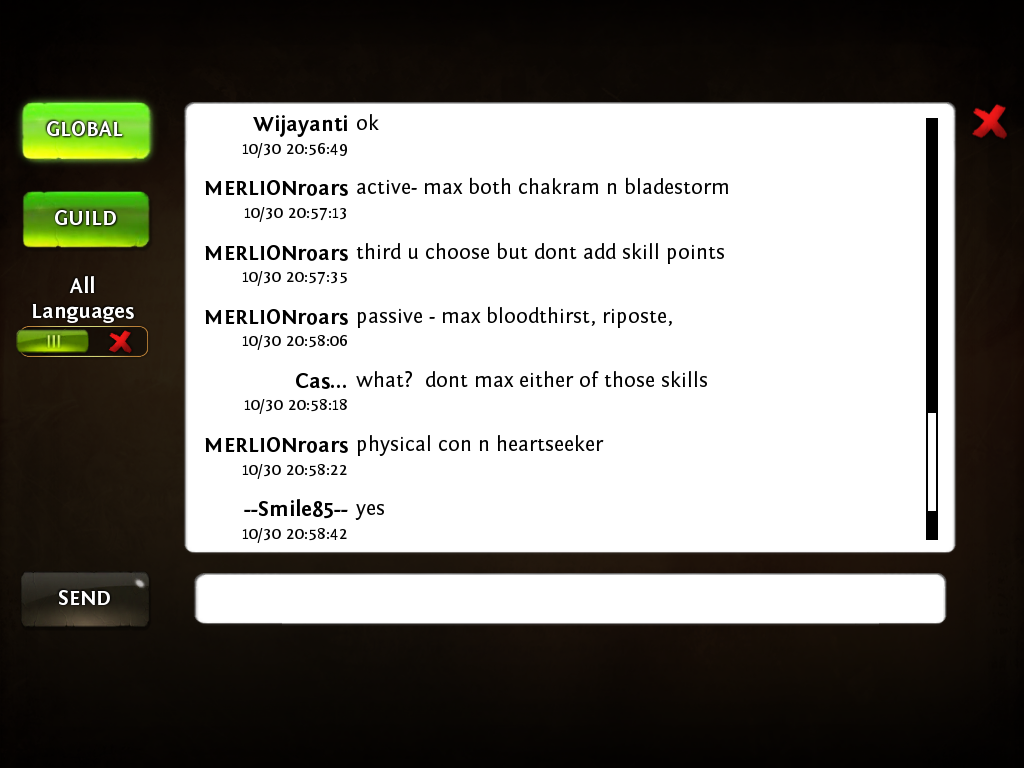 GLOBAL
GUILD
All
Languages
Wijayanti ok
10/30 20:56:49
MERLIONroars active- max both chakram n bladestorm
10/30 20:57:13
MERLIONroars third u choose but dont add skill points
10/30 20:57:35
MERLIONroars passive - max bloodthirst, riposte,
10/30 20:58:06
Cas... what?  dont max either of those skills
10/30 20:58:18
MERLIONroars physical con n heartseeker
10/30 20:58:22
--Smile85-- yes
10/30 20:58:42
SEND